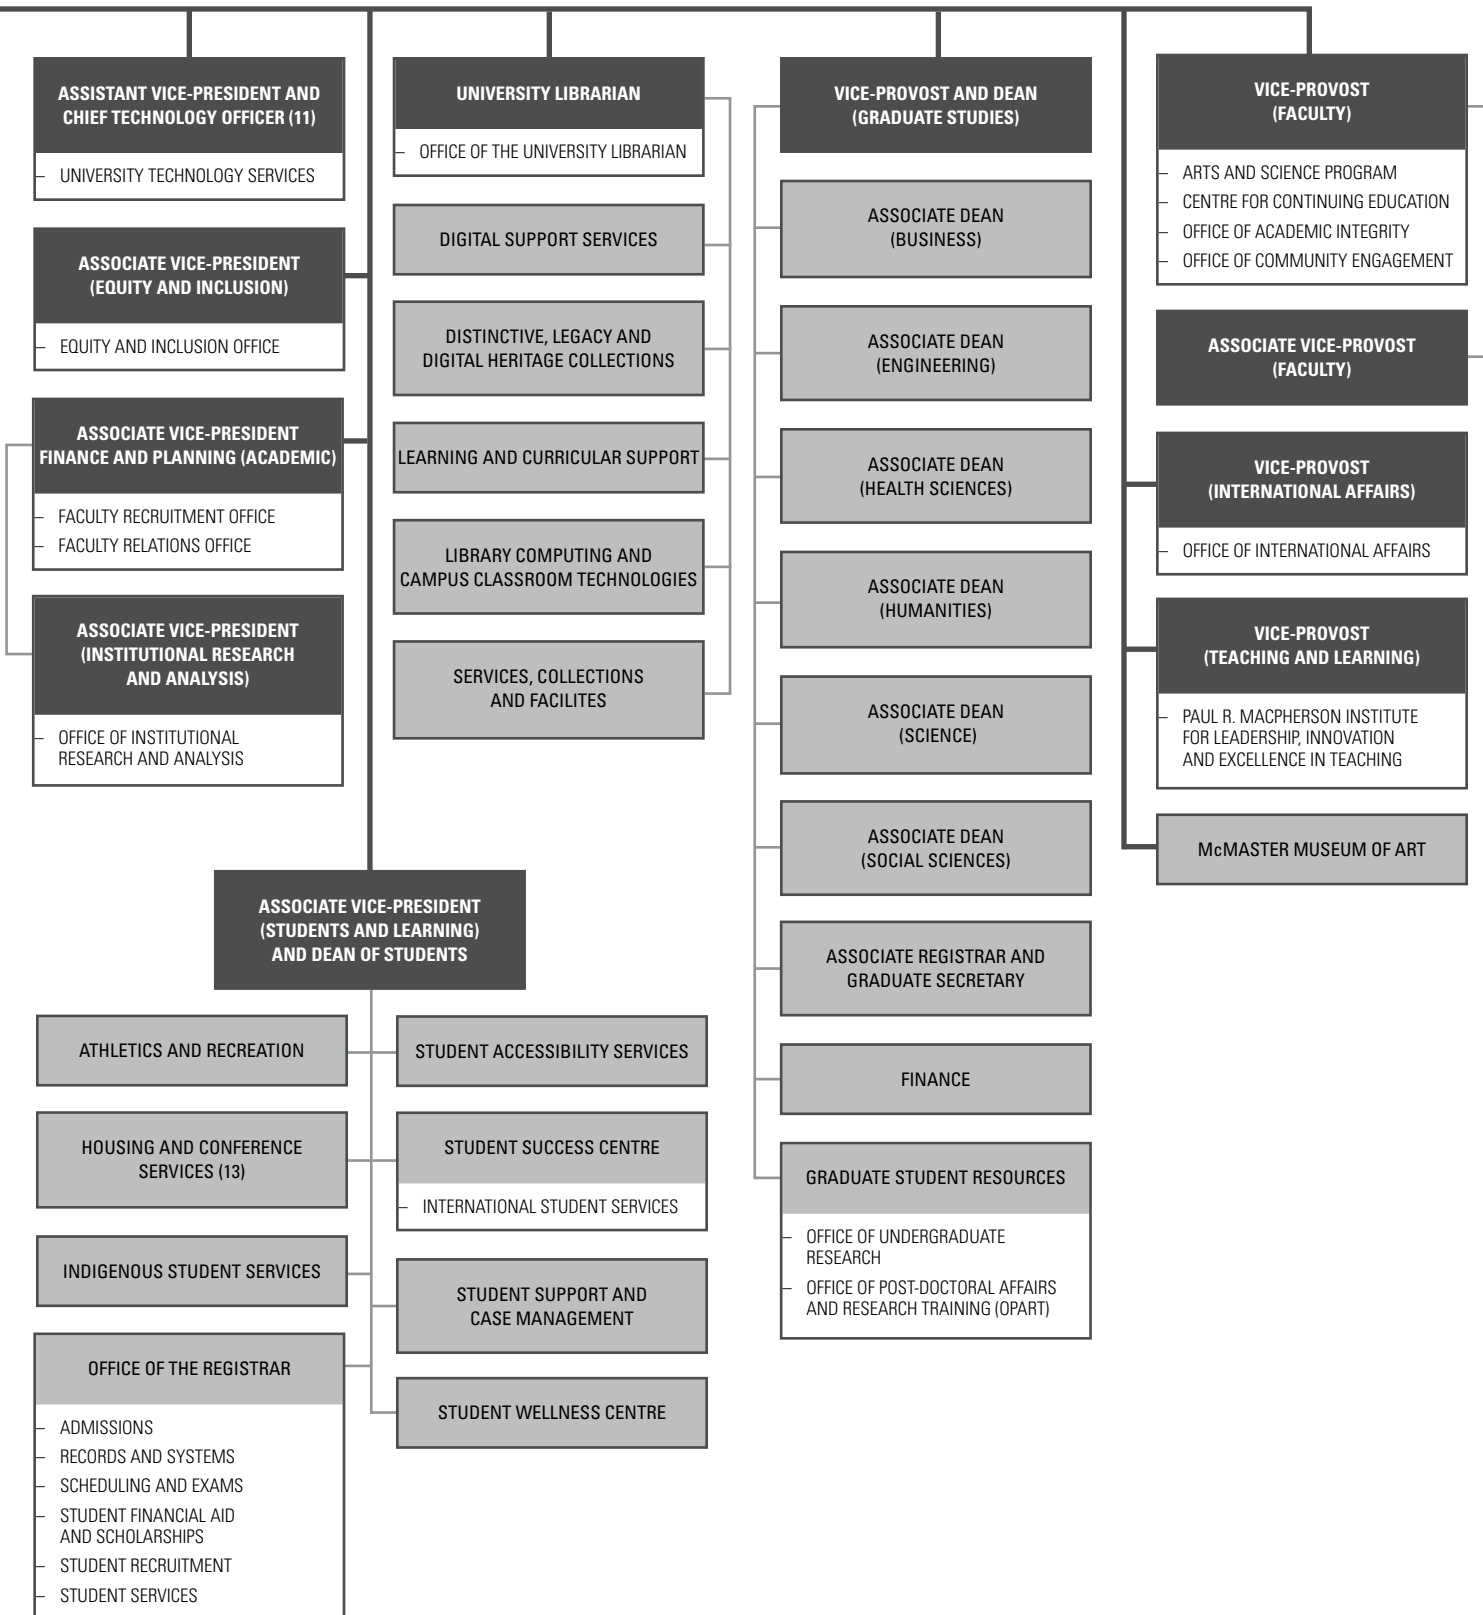 ASSISTANT VICE-PRESIDENT AND
CHIEF TECHNOLOGY OFFICER (11)
– UNIVERSITY TECHNOLOGY SERVICES
ASSOCIATE VICE-PRESIDENT
(EQUITY AND INCLUSION)
– EQUITY AND INCLUSION OFFICE
ASSOCIATE VICE-PRESIDENT
FINANCE AND PLANNING (ACADEMIC)
– FACULTY RECRUITMENT OFFICE
– FACULTY RELATIONS OFFICE
ASSOCIATE VICE-PRESIDENT
(INSTITUTIONAL RESEARCH
AND ANALYSIS)
– OFFICE OF INSTITUTIONAL
RESEARCH AND ANALYSIS
UNIVERSITY LIBRARIAN
– OFFICE OF THE UNIVERSITY LIBRARIAN
DIGITAL SUPPORT SERVICES
DISTINCTIVE, LEGACY AND
DIGITAL HERITAGE COLLECTIONS
LEARNING AND CURRICULAR SUPPORT
LIBRARY COMPUTING AND
CAMPUS CLASSROOM TECHNOLOGIES
SERVICES, COLLECTIONS
AND FACILITES
ASSOCIATE VICE-PRESIDENT
(STUDENTS AND LEARNING)
AND DEAN OF STUDENTS
ATHLETICS AND RECREATION
HOUSING AND CONFERENCE
SERVICES (13)
INDIGENOUS STUDENT SERVICES
OFFICE OF THE REGISTRAR
– ADMISSIONS
– RECORDS AND SYSTEMS
– SCHEDULING AND EXAMS
– STUDENT FINANCIAL AID
AND SCHOLARSHIPS
– STUDENT RECRUITMENT
– STUDENT SERVICES
STUDENT ACCESSIBILITY SERVICES
STUDENT SUCCESS CENTRE
– INTERNATIONAL STUDENT SERVICES
STUDENT SUPPORT AND
CASE MANAGEMENT
STUDENT WELLNESS CENTRE
VICE-PROVOST AND DEAN
(GRADUATE STUDIES)
ASSOCIATE DEAN
(BUSINESS)
ASSOCIATE DEAN
(ENGINEERING)
ASSOCIATE DEAN
(HEALTH SCIENCES)
ASSOCIATE DEAN
(HUMANITIES)
ASSOCIATE DEAN
(SCIENCE)
ASSOCIATE DEAN
(SOCIAL SCIENCES)
ASSOCIATE REGISTRAR AND
GRADUATE SECRETARY
FINANCE
GRADUATE STUDENT RESOURCES
– OFFICE OF UNDERGRADUATE
RESEARCH
– OFFICE OF POST-DOCTORAL AFFAIRS
AND RESEARCH TRAINING (OPART)
VICE-PROVOST
(FACULTY)
– ARTS AND SCIENCE PROGRAM
– CENTRE FOR CONTINUING EDUCATION
– OFFICE OF ACADEMIC INTEGRITY
– OFFICE OF COMMUNITY ENGAGEMENT
ASSOCIATE VICE-PROVOST
(FACULTY)
VICE-PROVOST
(INTERNATIONAL AFFAIRS)
– OFFICE OF INTERNATIONAL AFFAIRS
VICE-PROVOST
(TEACHING AND LEARNING)
– PAUL R. MACPHERSON INSTITUTE
FOR LEADERSHIP, INNOVATION
AND EXCELLENCE IN TEACHING
McMASTER MUSEUM OF ART